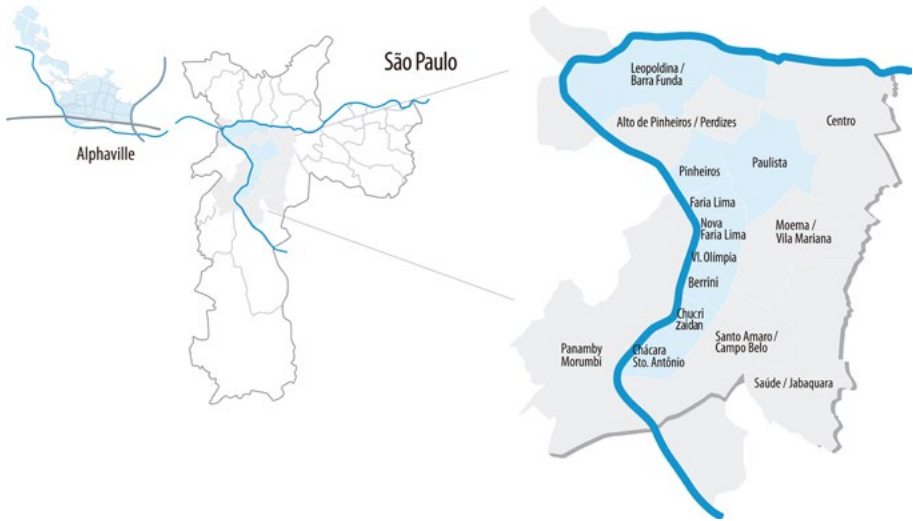 São Paulo
Alphaville
Leopoldina /
Barra Funda
Alto de Pinheiros / Perdizes
Centro
Pinheiros
Paulista
Faria Lima
Nova
Faria Lima
Moema /
Vila Mariana
Vl. Olímpia
Berrini
Chucri
Zaidan
Santo Amaro /
Campo Belo
Panamby
Morumbi
Chácara
Sto. Antônio
Saúde / Jabaquara